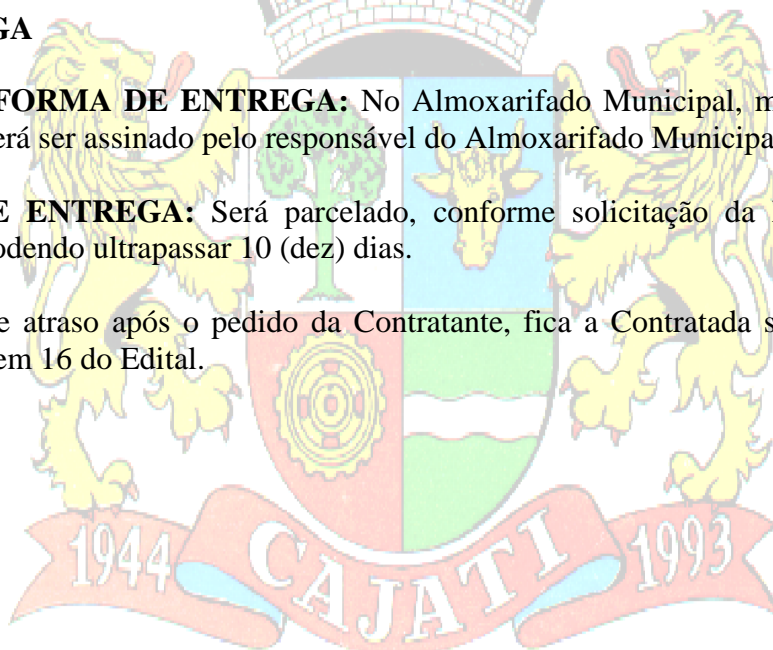 GA
FORMA DE ENTREGA: No Almoxarifado Municipal, m
erá ser assinado pelo responsável do Almoxarifado Municipa
E ENTREGA: Será parcelado, conforme solicitação da
odendo ultrapassar 10 (dez) dias.
e atraso após o pedido da Contratante, fica a Contratada s
em 16 do Edital.
1944 CAJATI 1993